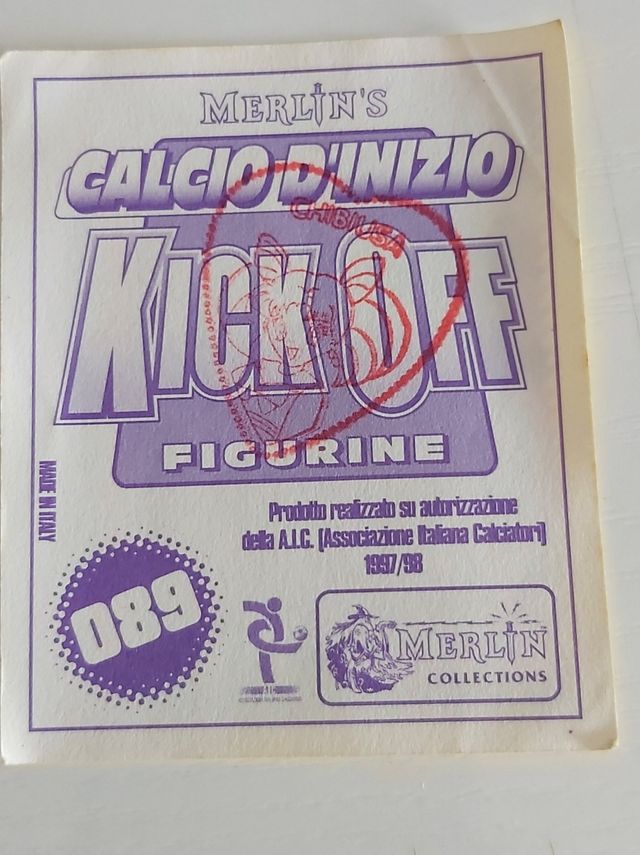 MERLIN'S
CALCIO D'INIZIO
CHIBIUSA
KICK OFF
FIGURINE
MADE IN ITALY
Prodotto realizzato su autorizzazione
della A.I.C. (Associazione Italiana Calciatori)
1997/98
089
MERLIN
COLLECTIONS